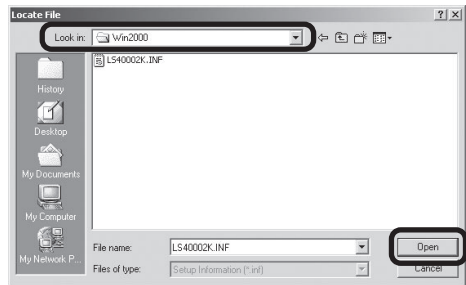 Locate File
Look in: Win2000
LS40002K.INF
History
Desktop
My Documents
My Computer
My Network P...
File name: LS40002K.INF Open
Files of type: Setup Information (*.inf) Cancel